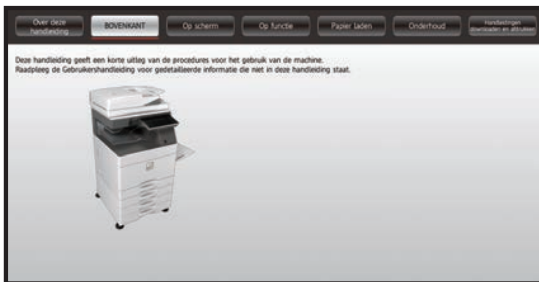 Over deze
handleiding
BOVENKANT
Op scherm
Op functie
Papier laden
Onderhoud
Handleidingen
downloaden en afdrukken
Deze handleiding geeft een korte uitleg van de procedures voor het gebruik van de machine.
Raadpleeg de Gebruikershandleiding voor gedetailleerde informatie die niet in deze handleiding staat.